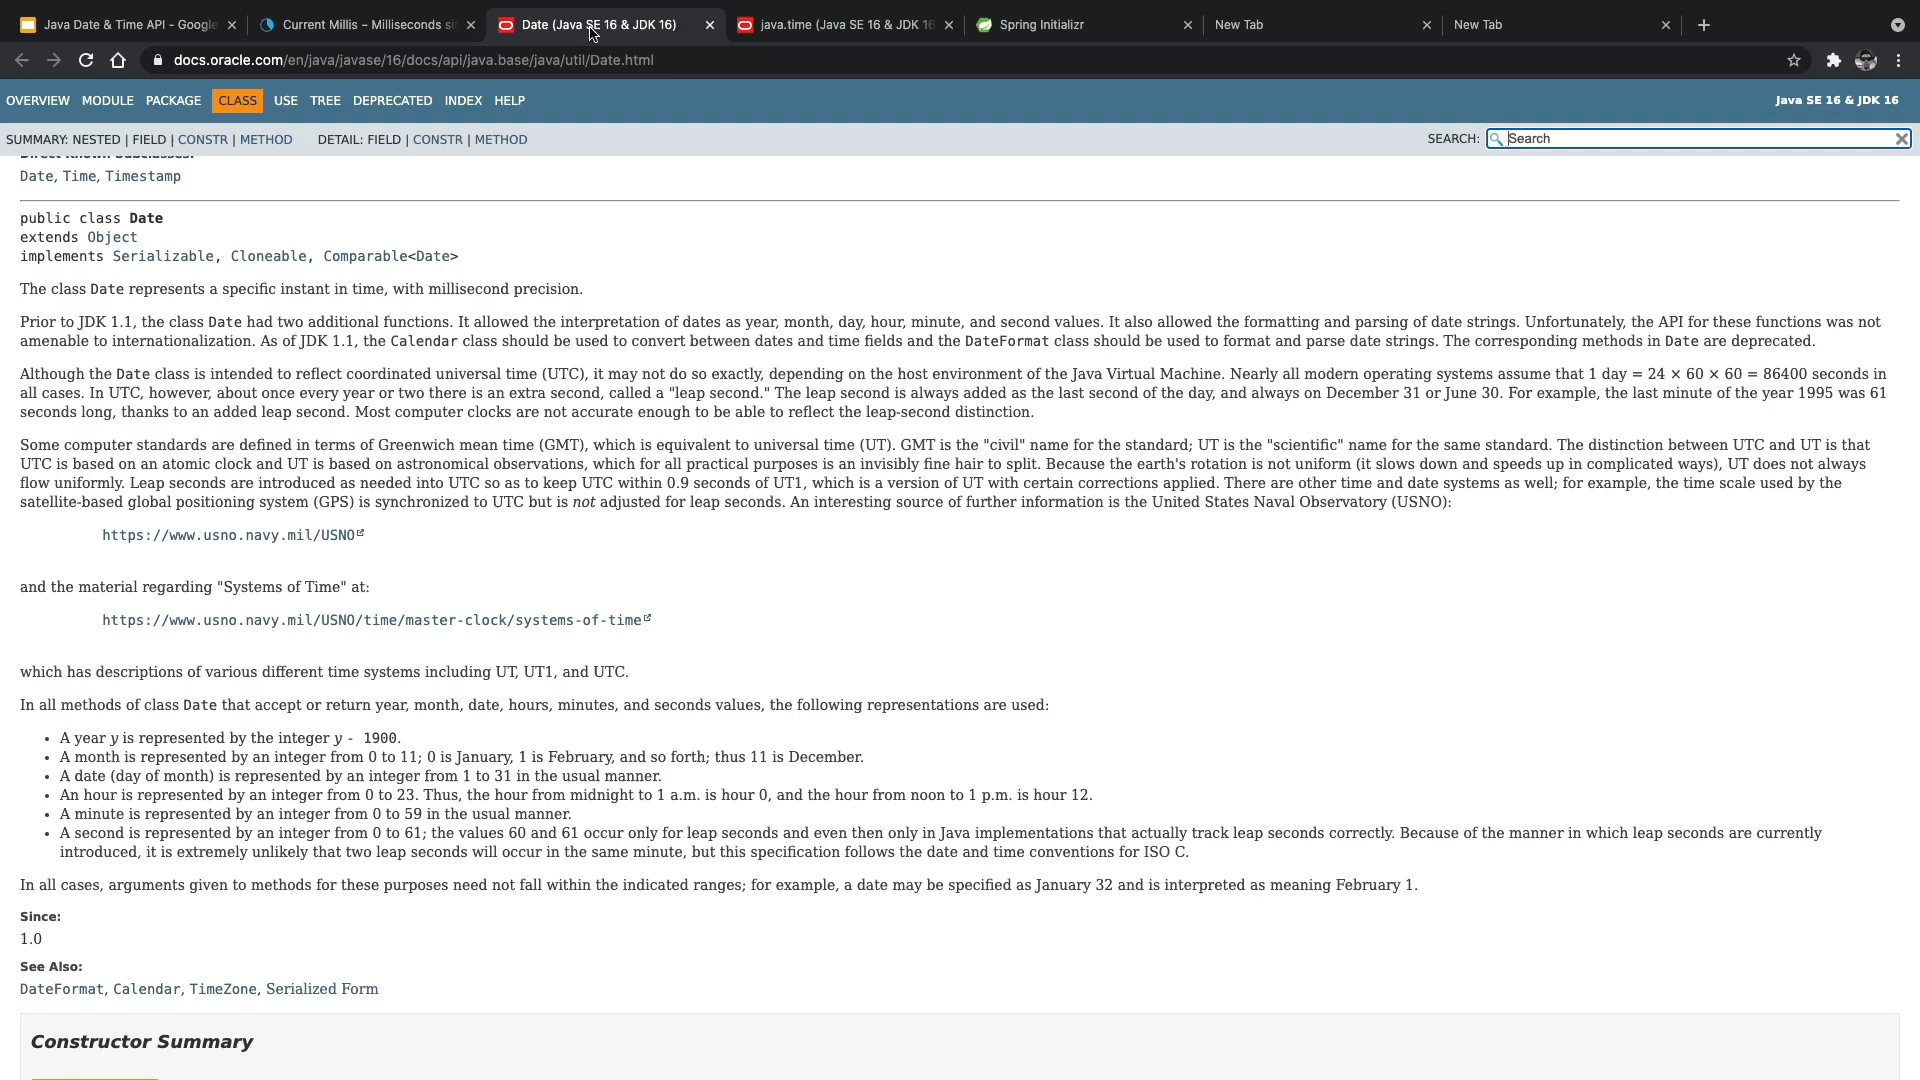 Java Date & Time API - Google
Current Millis – Milliseconds si
Date (Java SE 16 & JDK 16)
java.time (Java SE 16 & JDK 16
Spring Initializr
New Tab
New Tab
docs.oracle.com/en/java/javase/16/docs/api/java.base/java/util/Date.html
OVERVIEW MODULE PACKAGE CLASS USE TREE DEPRECATED INDEX HELP
Java SE 16 & JDK 16
SUMMARY: NESTED | FIELD | CONSTR | METHOD DETAIL: FIELD | CONSTR | METHOD
SEARCH: Search
Direct Known Subclasses:
Date, Time, Timestamp
public class Date
extends Object
implements Serializable, Cloneable, Comparable<Date>
The class Date represents a specific instant in time, with millisecond precision.
Prior to JDK 1.1, the class Date had two additional functions. It allowed the interpretation of dates as year, month, day, hour, minute, and second values. It also allowed the formatting and parsing of date strings. Unfortunately, the API for these functions was not
amenable to internationalization. As of JDK 1.1, the Calendar class should be used to convert between dates and time fields and the DateFormat class should be used to format and parse date strings. The corresponding methods in Date are deprecated.
Although the Date class is intended to reflect coordinated universal time (UTC), it may not do so exactly, depending on the host environment of the Java Virtual Machine. Nearly all modern operating systems assume that 1 day = 24 × 60 × 60 = 86400 seconds in
all cases. In UTC, however, about once every year or two there is an extra second, called a "leap second." The leap second is always added as the last second of the day, and always on December 31 or June 30. For example, the last minute of the year 1995 was 61
seconds long, thanks to an added leap second. Most computer clocks are not accurate enough to be able to reflect the leap-second distinction.
Some computer standards are defined in terms of Greenwich mean time (GMT), which is equivalent to universal time (UT). GMT is the "civil" name for the standard; UT is the "scientific" name for the same standard. The distinction between UTC and UT is that
UTC is based on an atomic clock and UT is based on astronomical observations, which for all practical purposes is an invisibly fine hair to split. Because the earth's rotation is not uniform (it slows down and speeds up in complicated ways), UT does not always
flow uniformly. Leap seconds are introduced as needed into UTC so as to keep UTC within 0.9 seconds of UT1, which is a version of UT with certain corrections applied. There are other time and date systems as well; for example, the time scale used by the
satellite-based global positioning system (GPS) is synchronized to UTC but is not adjusted for leap seconds. An interesting source of further information is the United States Naval Observatory (USNO):
https://www.usno.navy.mil/USNO
and the material regarding "Systems of Time" at:
https://www.usno.navy.mil/USNO/time/master-clock/systems-of-time
which has descriptions of various different time systems including UT, UT1, and UTC.
In all methods of class Date that accept or return year, month, date, hours, minutes, and seconds values, the following representations are used:
• A year y is represented by the integer y - 1900.
• A month is represented by an integer from 0 to 11; 0 is January, 1 is February, and so forth; thus 11 is December.
• A date (day of month) is represented by an integer from 1 to 31 in the usual manner.
• An hour is represented by an integer from 0 to 23. Thus, the hour from midnight to 1 a.m. is hour 0, and the hour from noon to 1 p.m. is hour 12.
• A minute is represented by an integer from 0 to 59 in the usual manner.
• A second is represented by an integer from 0 to 61; the values 60 and 61 occur only for leap seconds and even then only in Java implementations that actually track leap seconds correctly. Because of the manner in which leap seconds are currently
introduced, it is extremely unlikely that two leap seconds will occur in the same minute, but this specification follows the date and time conventions for ISO C.
In all cases, arguments given to methods for these purposes need not fall within the indicated ranges; for example, a date may be specified as January 32 and is interpreted as meaning February 1.
Since:
1.0
See Also:
DateFormat, Calendar, TimeZone, Serialized Form
Constructor Summary